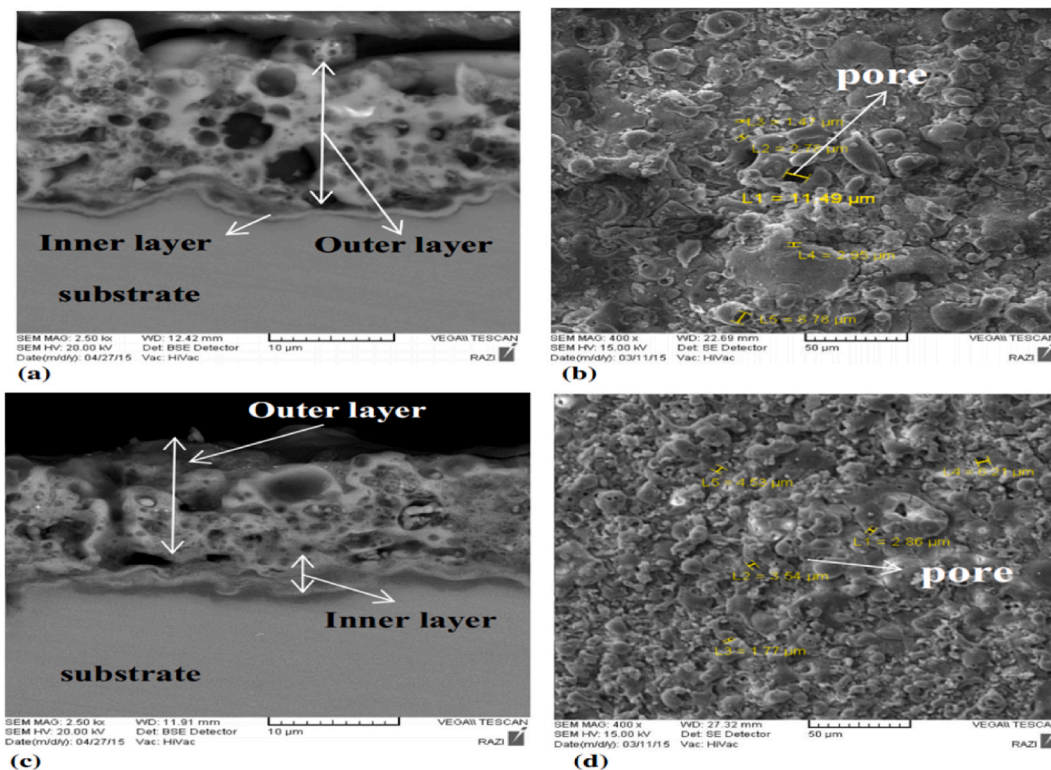 Inner layer
Outer layer
substrate
SEM MAG: 2.50 kx WD: 12.42 mm VEGA\\ TESCAN
SEM HV: 20.00 kV Det: BSE Detector 10 µm
Date(m/d/y): 04/27/15 Vac: HiVac RAZI
(a)
pore
L3 = 1.47 µm
L2 = 2.78 µm
L1 = 11.49 µm
L4 = 2.95 µm
µm
SEM MAG: 400 x WD: 22.69 mm VEGA\\ TESCAN
SEM HV: 15.00 kV Det: SE Detector 50 µm
Date(m/d/y): 03/11/15 Vac: HiVac RAZI
(b)
Outer layer
Inner layer
substrate
SEM MAG: 2.50 kx WD: 11.91 mm VEGA\\ TESCAN
SEM HV: 20.00 kV Det: BSE Detector 10 µm
Date(m/d/y): 04/27/15 Vac: HiVac RAZI
(c)
µm
µm
L1 = 2.86 µm
L2 = 3.54 µm
pore
L3 = 1.77 µm
SEM MAG: 400 x WD: 27.32 mm VEGA\\ TESCAN
SEM HV: 15.00 kV Det: SE Detector 50 µm
Date(m/d/y): 03/11/15 Vac: HiVac RAZI
(d)